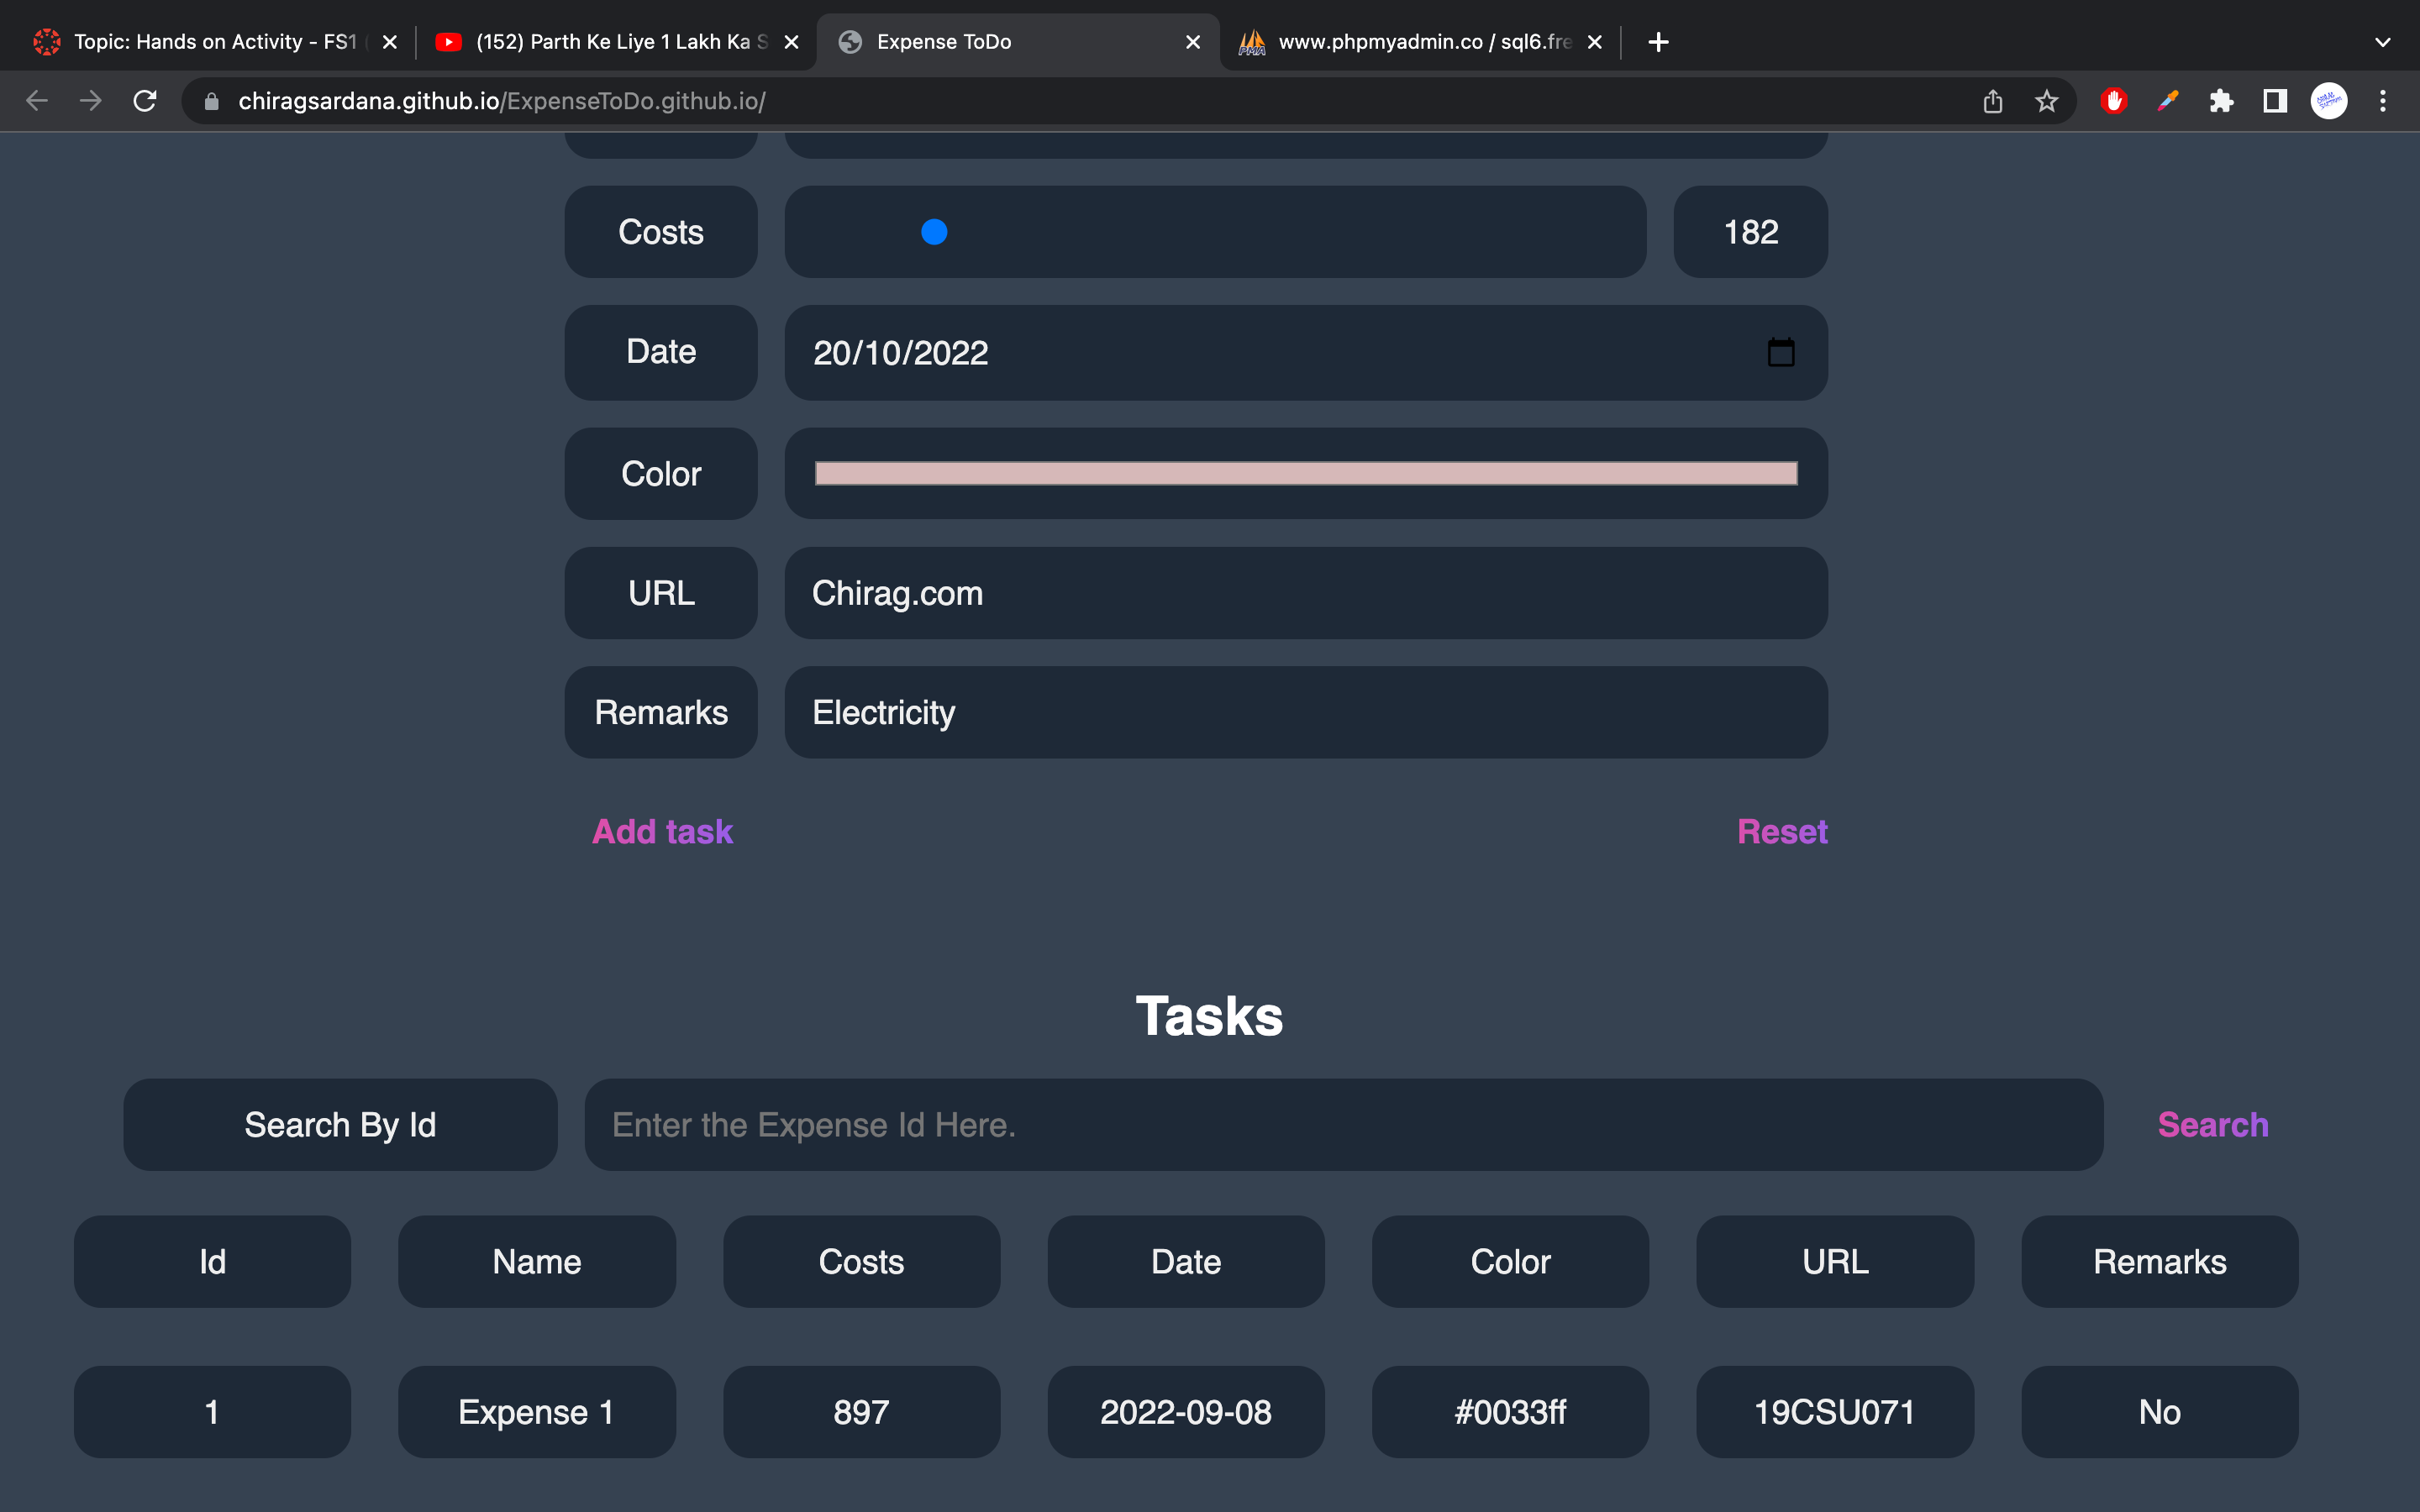 Topic: Hands on Activity - FS1
(152) Parth Ke Liye 1 Lakh Ka S
Expense ToDo
www.phpmyadmin.co / sql6.fre
chiragsardana.github.io/ExpenseToDo.github.io/
Costs 182
Date 20/10/2022
Color
URL Chirag.com
Remarks Electricity
Add task Reset
Tasks
Search By Id Enter the Expense Id Here. Search
Id Name Costs Date Color URL Remarks
1 Expense 1 897 2022-09-08 #0033ff 19CSU071 No